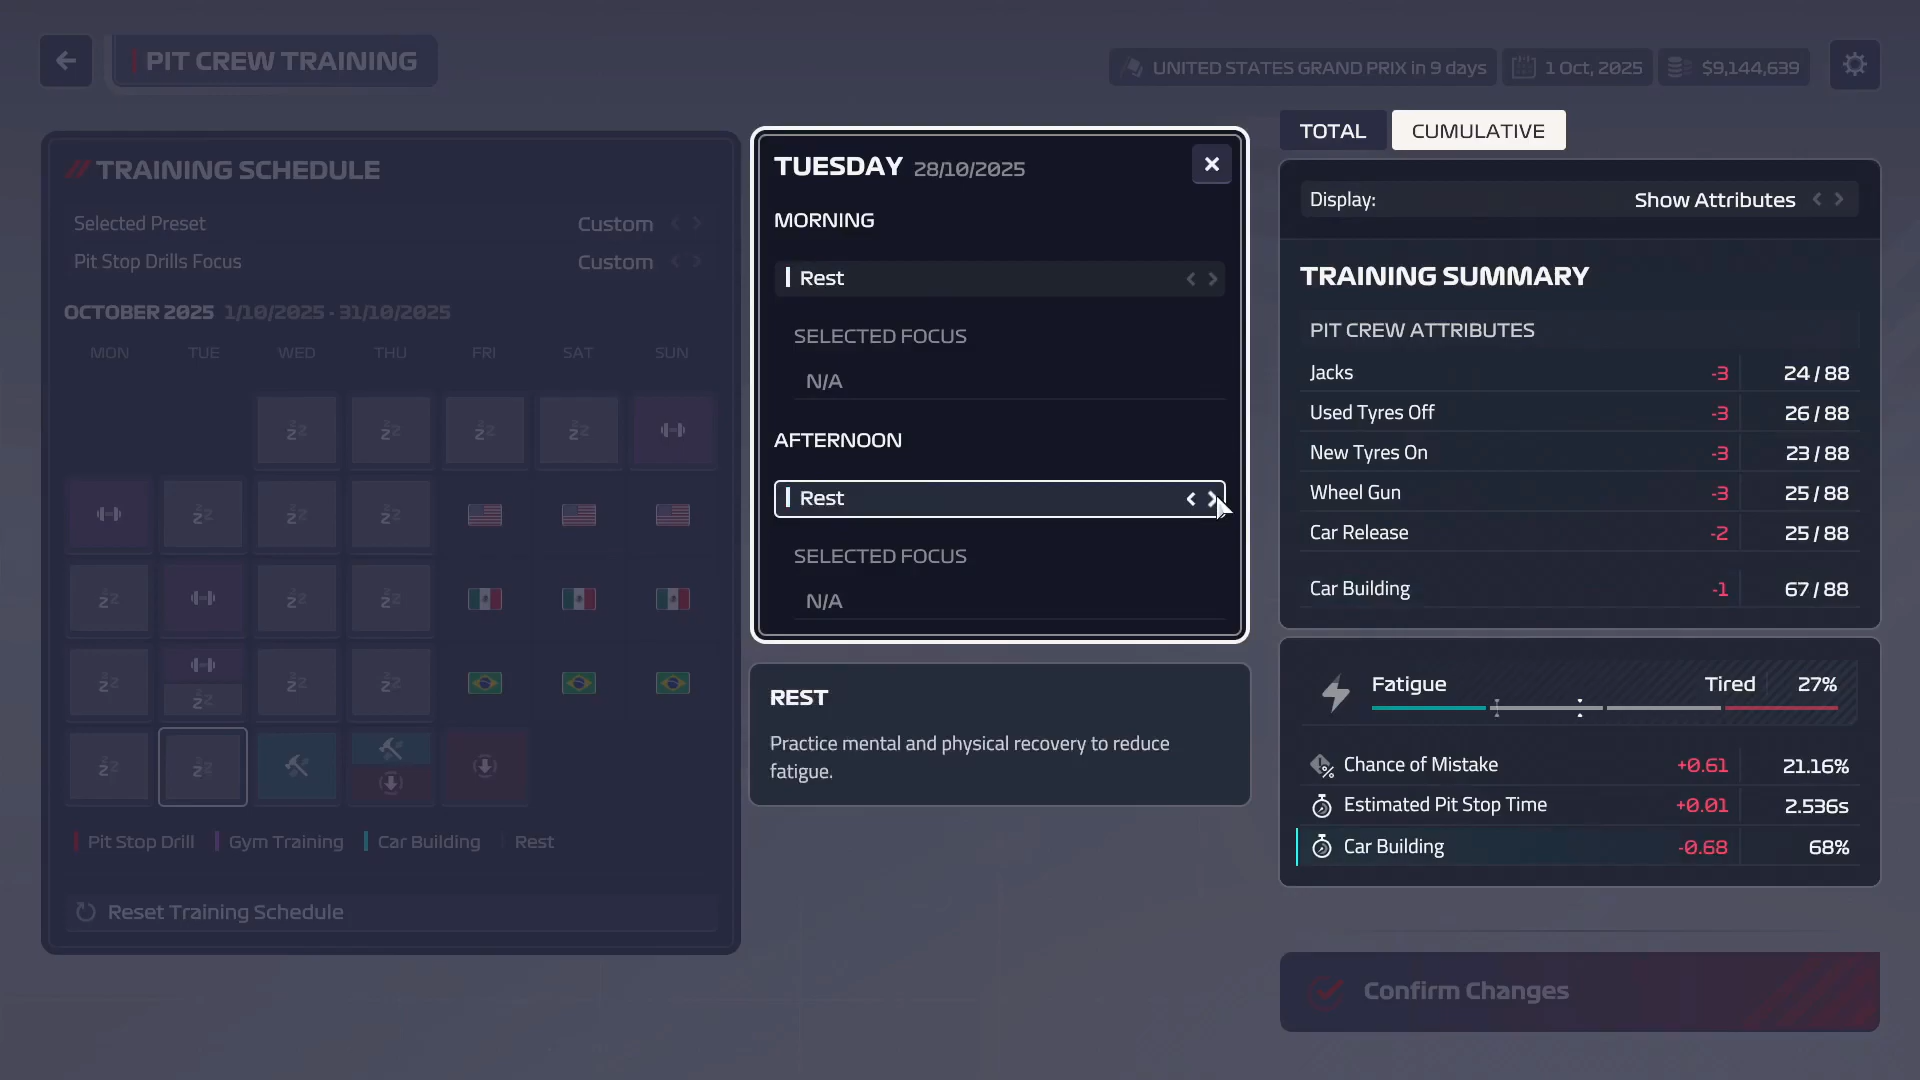 PIT CREW TRAINING
UNITED STATES GRAND PRIX in 9 days
1 Oct, 2025
$9,144,639
TRAINING SCHEDULE
Selected Preset Custom
Pit Stop Drills Focus Custom
OCTOBER 2025 1/10/2025 - 31/10/2025
MON TUE WED THU FRI SAT SUN
Pit Stop Drill Gym Training Car Building Rest
Reset Training Schedule
TUESDAY 28/10/2025
MORNING
Rest
SELECTED FOCUS
N/A
AFTERNOON
Rest
SELECTED FOCUS
N/A
REST
Practice mental and physical recovery to reduce
fatigue.
TOTAL CUMULATIVE
Display: Show Attributes
TRAINING SUMMARY
PIT CREW ATTRIBUTES
Jacks -3 24 / 88
Used Tyres Off -3 26 / 88
New Tyres On -3 23 / 88
Wheel Gun -3 25 / 88
Car Release -2 25 / 88
Car Building -1 67 / 88
Fatigue Tired 27%
Chance of Mistake +0.61 21.16%
Estimated Pit Stop Time +0.01 2.536s
Car Building -0.68 68%
Confirm Changes